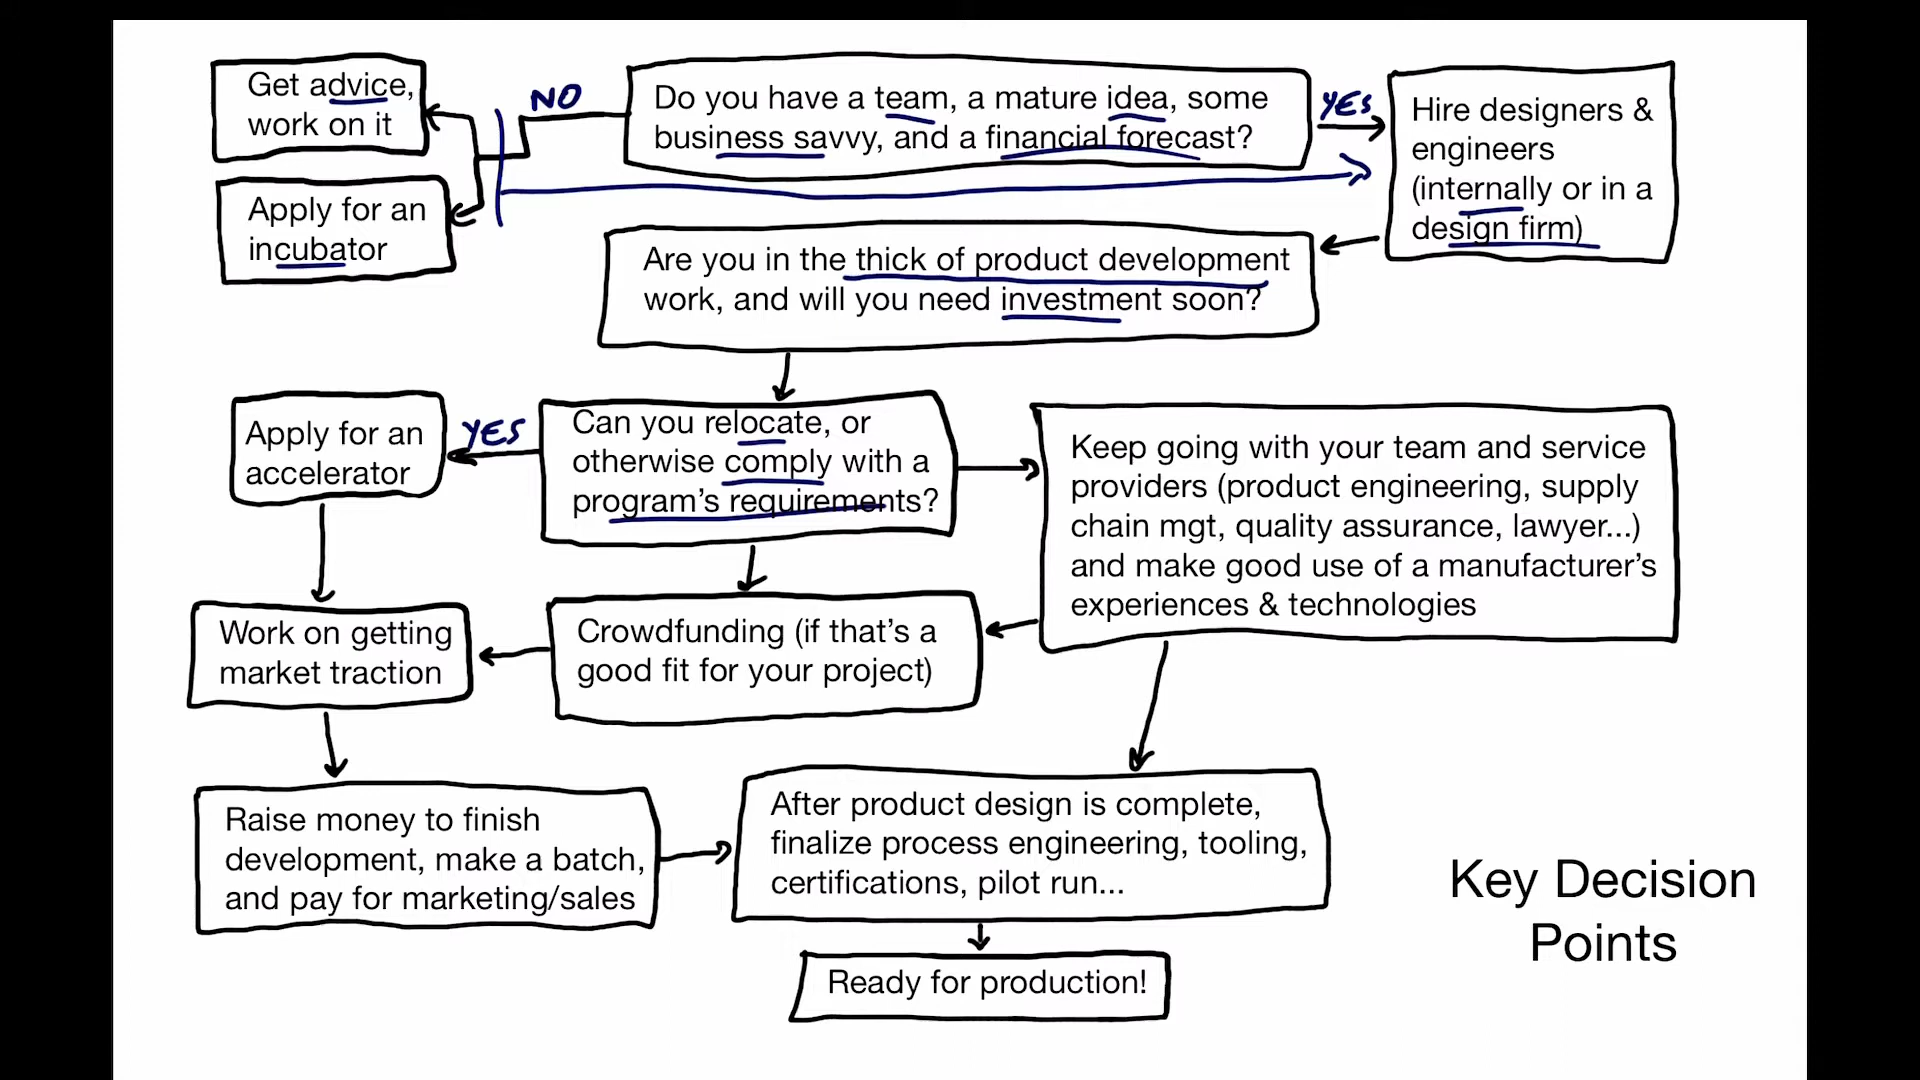 Get advice,
work on it
NO
Do you have a team, a mature idea, some
business savvy, and a financial forecast?
YES
Hire designers &
engineers
(internally or in a
design firm)
Apply for an
incubator
Are you in the thick of product development
work, and will you need investment soon?
Apply for an
accelerator
YES
Can you relocate, or
otherwise comply with a
program's requirements?
Keep going with your team and service
providers (product engineering, supply
chain mgt, quality assurance, lawyer...)
and make good use of a manufacturer's
experiences & technologies
Work on getting
market traction
Crowdfunding (if that's a
good fit for your project)
Raise money to finish
development, make a batch,
and pay for marketing/sales
After product design is complete,
finalize process engineering, tooling,
certifications, pilot run...
Key Decision
Points
Ready for production!